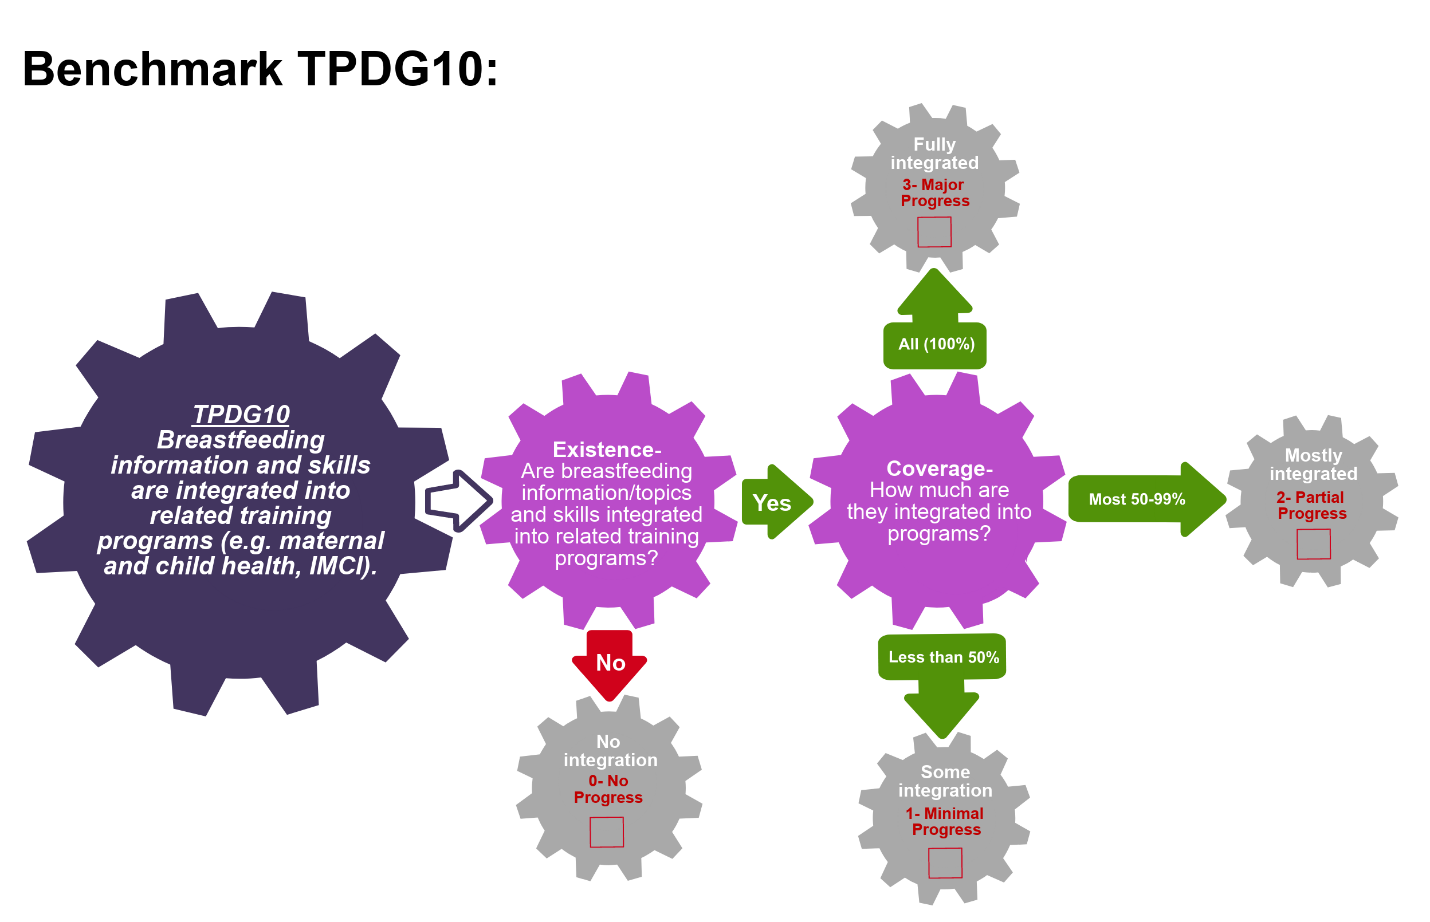 Benchmark TPDG10:
TPDG10
Breastfeeding
information and skills
are integrated into
related training
programs (e.g. maternal
and child health, IMCI).
Existence-
Are breastfeeding
information/topics
and skills integrated
into related training
programs?
Yes
No
No
integration
0- No
Progress
Coverage-
How much are
they integrated into
programs?
All (100%)
Fully
integrated
3- Major
Progress
Most 50-99%
Mostly
integrated
2- Partial
Progress
Less than 50%
Some
integration
1- Minimal
Progress